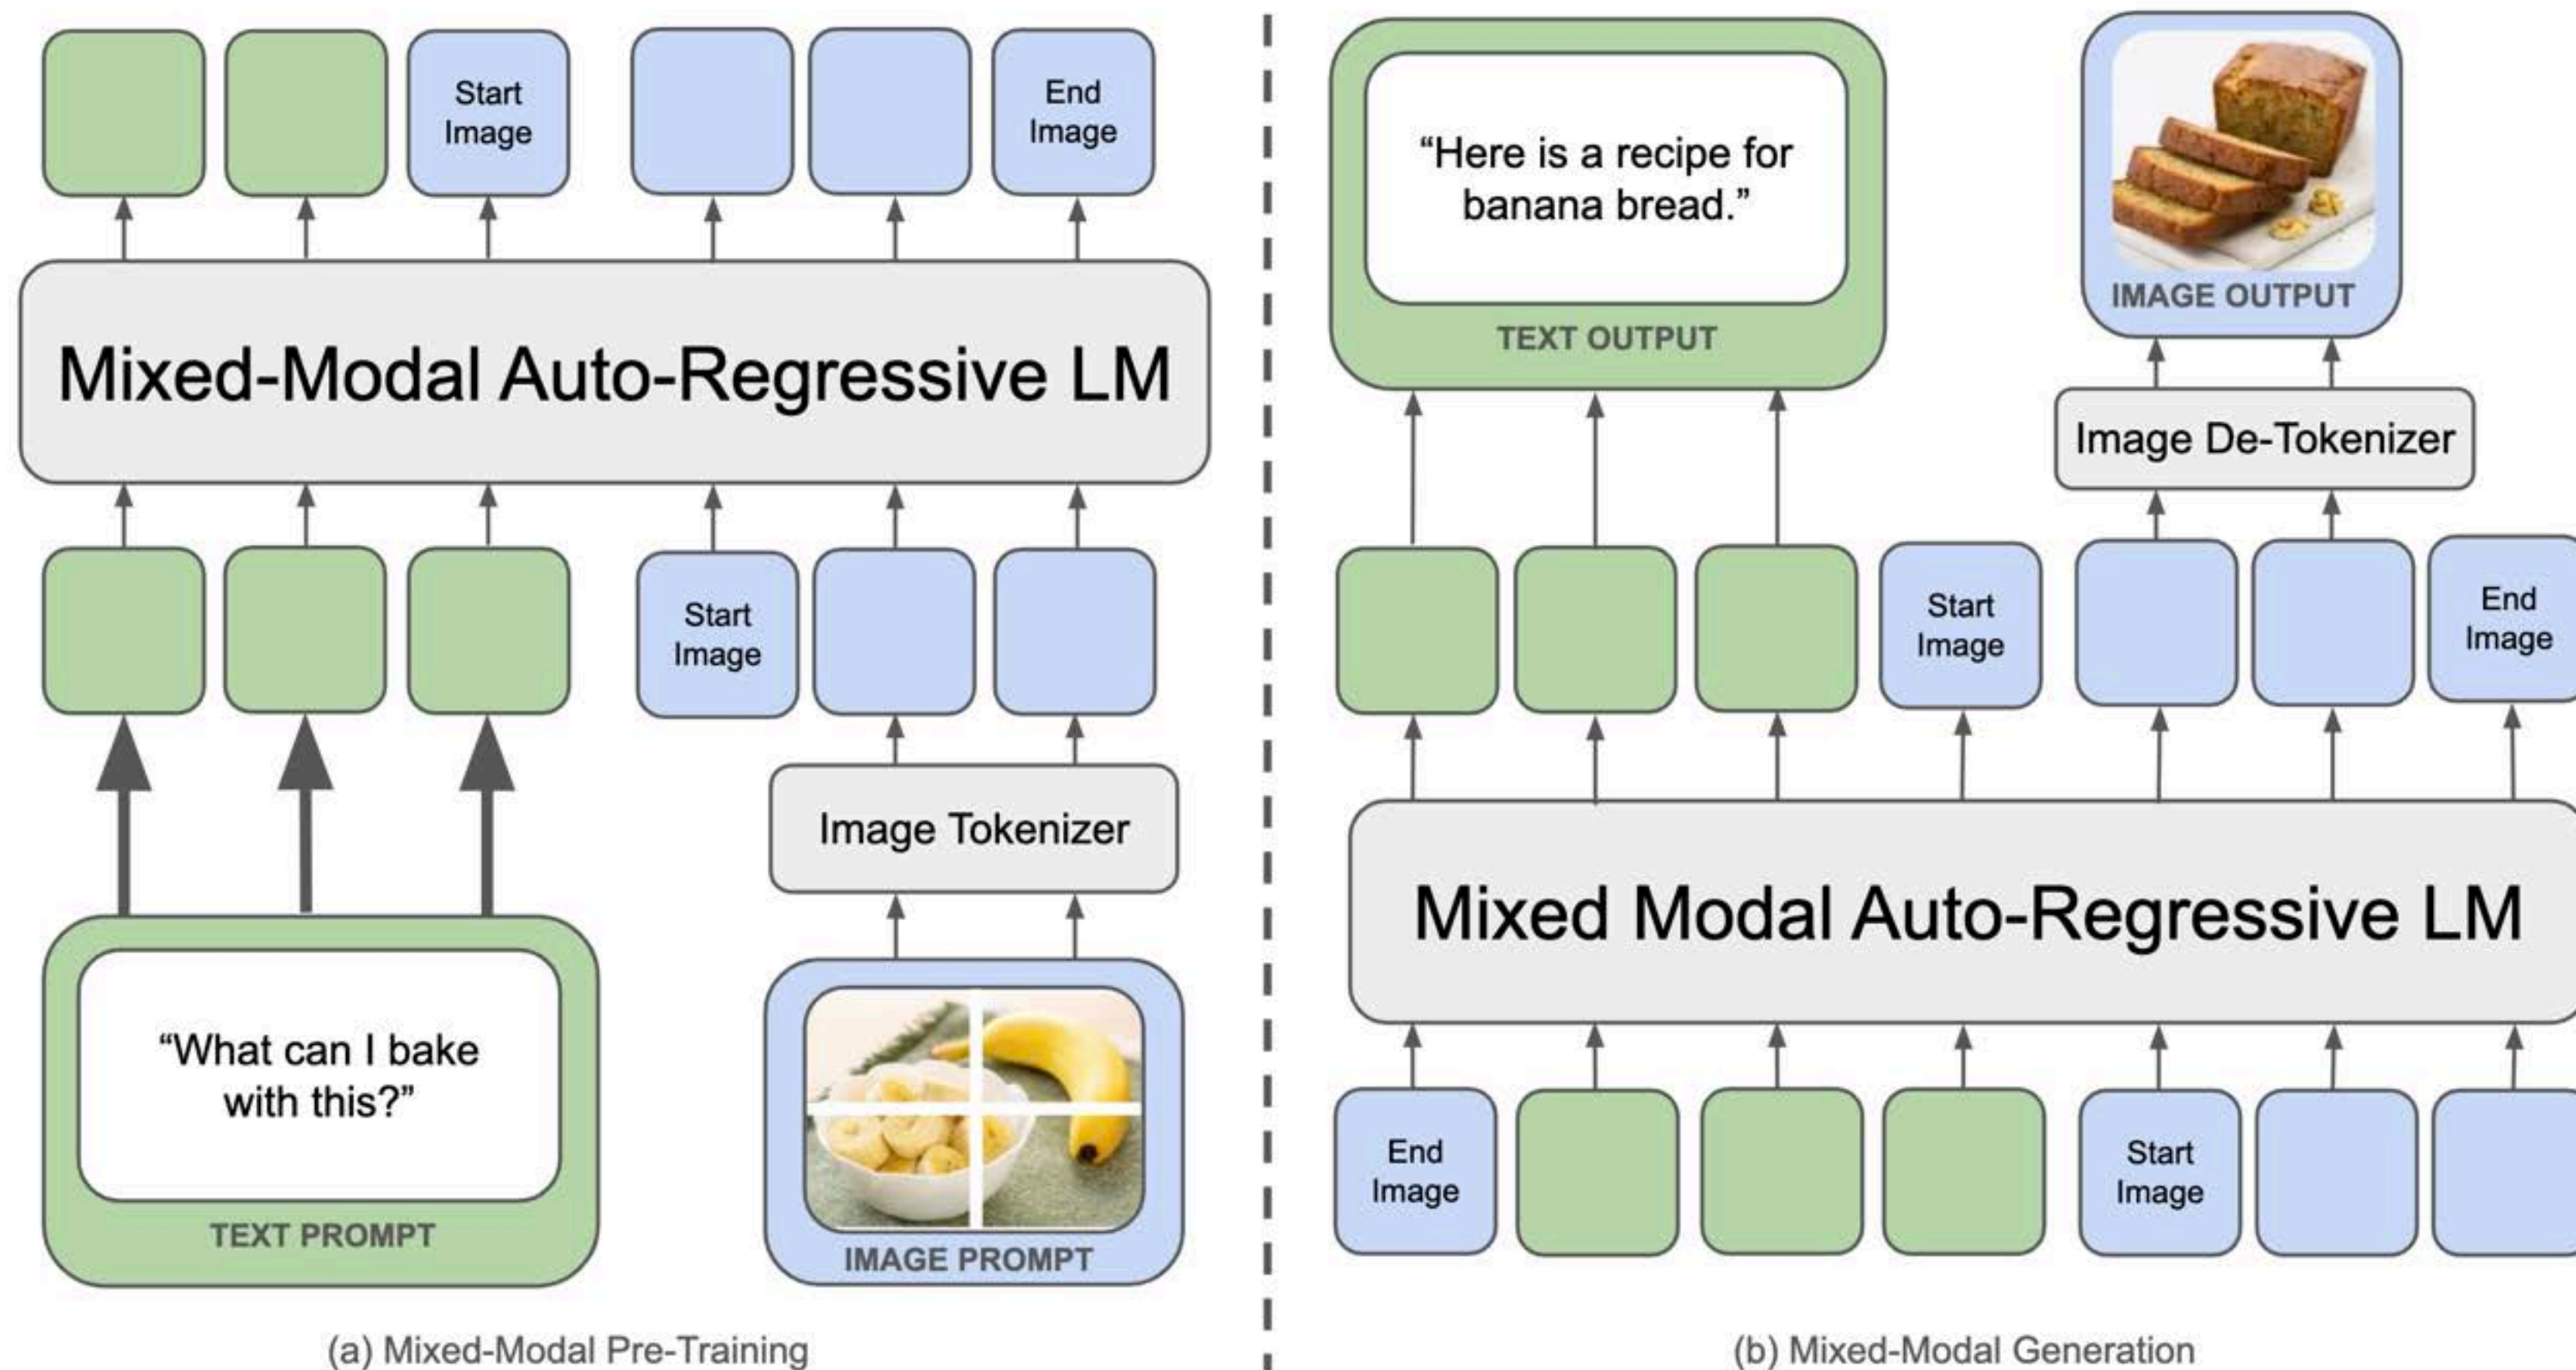 Start
Image
End
Image
Mixed-Modal Auto-Regressive LM
Start
Image
Image Tokenizer
“What can I bake
with this?”
TEXT PROMPT
IMAGE PROMPT
(a) Mixed-Modal Pre-Training
“Here is a recipe for
banana bread.”
TEXT OUTPUT
IMAGE OUTPUT
Image De-Tokenizer
Start
Image
End
Image
Mixed Modal Auto-Regressive LM
End
Image
Start
Image
(b) Mixed-Modal Generation